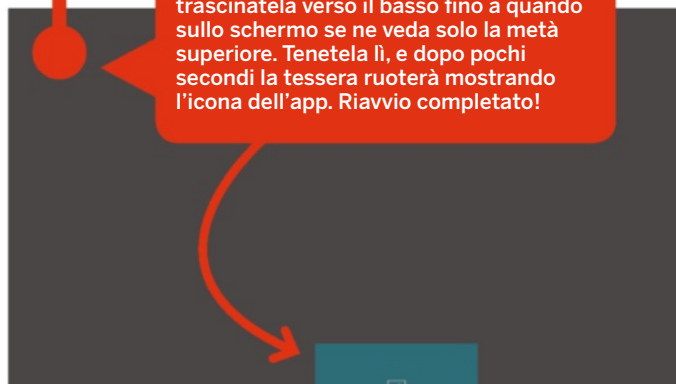 trascinatela verso il basso fino a quando
sullo schermo se ne veda solo la metà
superiore. Tenetela lì, e dopo pochi
secondi la tessera ruoterà mostrando
l'icona dell'app. Riavvio completato!